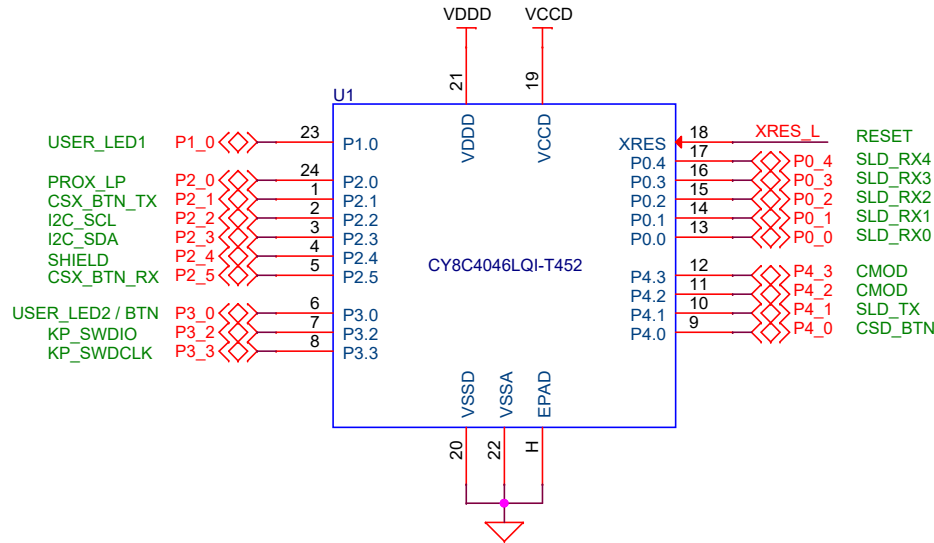 VDDD VCCD
21 19
U1
VDDD VCCD
USER_LED1 P1_0 23 P1.0
PROX_LP P2_0 24 P2.0
CSX_BTN_TX P2_1 1 P2.1
I2C_SCL P2_2 2 P2.2
I2C_SDA P2_3 3 P2.3
SHIELD P2_4 4 P2.4
CSX_BTN_RX P2_5 5 P2.5
USER_LED2 / BTN P3_0 6 P3.0
KP_SWDIO P3_2 7 P3.2
KP_SWDCLK P3_3 8 P3.3
CY8C4046LQI-T452
XRES 18 XRES_L RESET
P0.4 17 P0_4 SLD_RX4
P0.3 16 P0_3 SLD_RX3
P0.2 15 P0_2 SLD_RX2
P0.1 14 P0_1 SLD_RX1
P0.0 13 P0_0 SLD_RX0
P4.3 12 P4_3 CMOD
P4.2 11 P4_2 CMOD
P4.1 10 P4_1 SLD_TX
P4.0 9 P4_0 CSD_BTN
VSSD VSSA EPAD
20 22 H